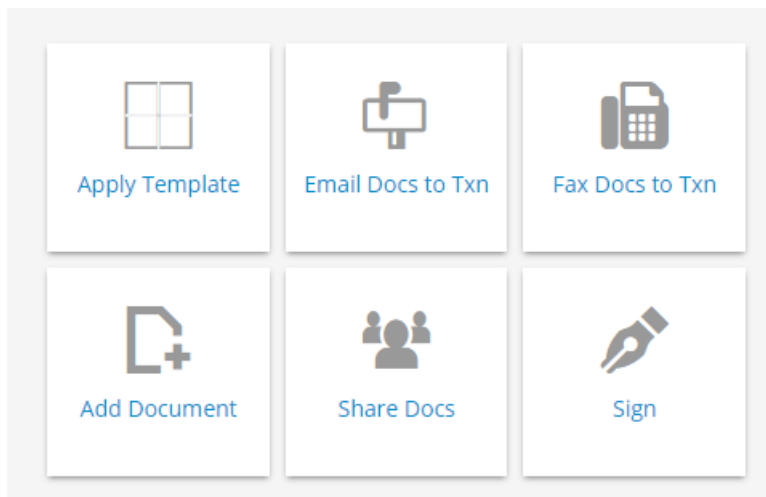 Apply Template
Email Docs to Txn
Fax Docs to Txn
Add Document
Share Docs
Sign